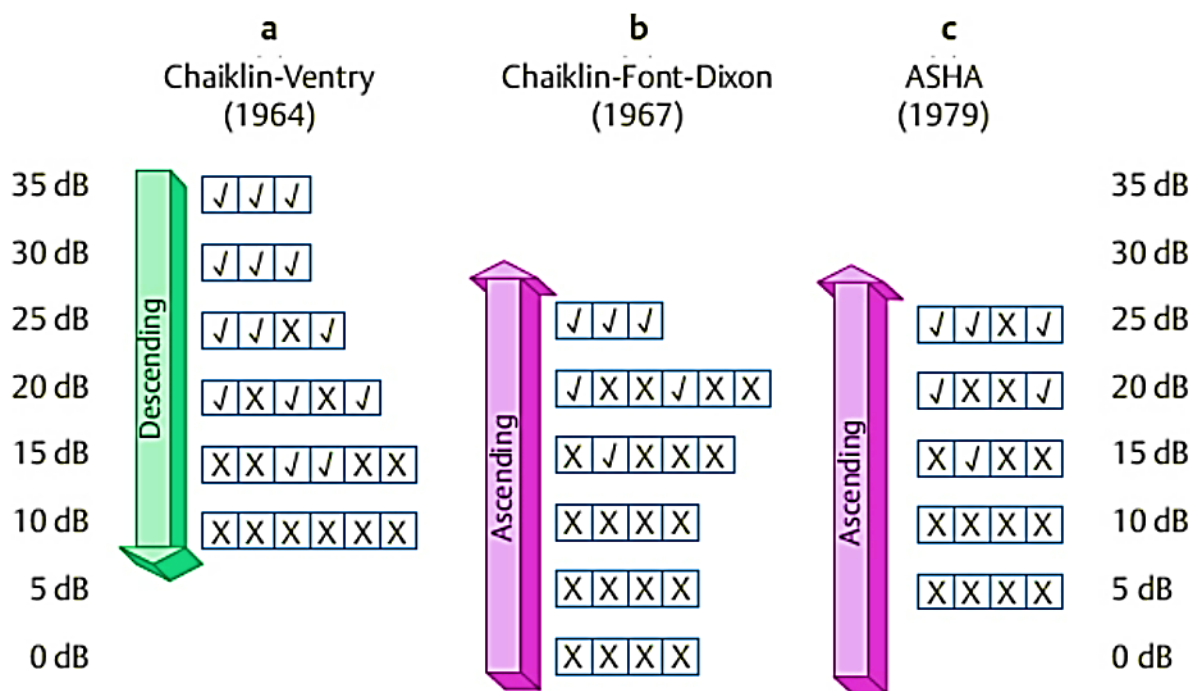 a b c
Chaiklin-Ventry Chaiklin-Font-Dixon ASHA
(1964) (1967) (1979)
35 dB √ √ √ 35 dB
30 dB √ √ √ 30 dB
25 dB √ √ X √ √ √ √ √ √ X √ 25 dB
20 dB √ X √ X √ √ X X √ X X √ X X √ 20 dB
15 dB X X √ √ X X X √ X X X X √ X X 15 dB
10 dB X X X X X X X X X X X X X X 10 dB
5 dB X X X X X X X X 5 dB
0 dB X X X X 0 dB
Descending
Ascending
Ascending